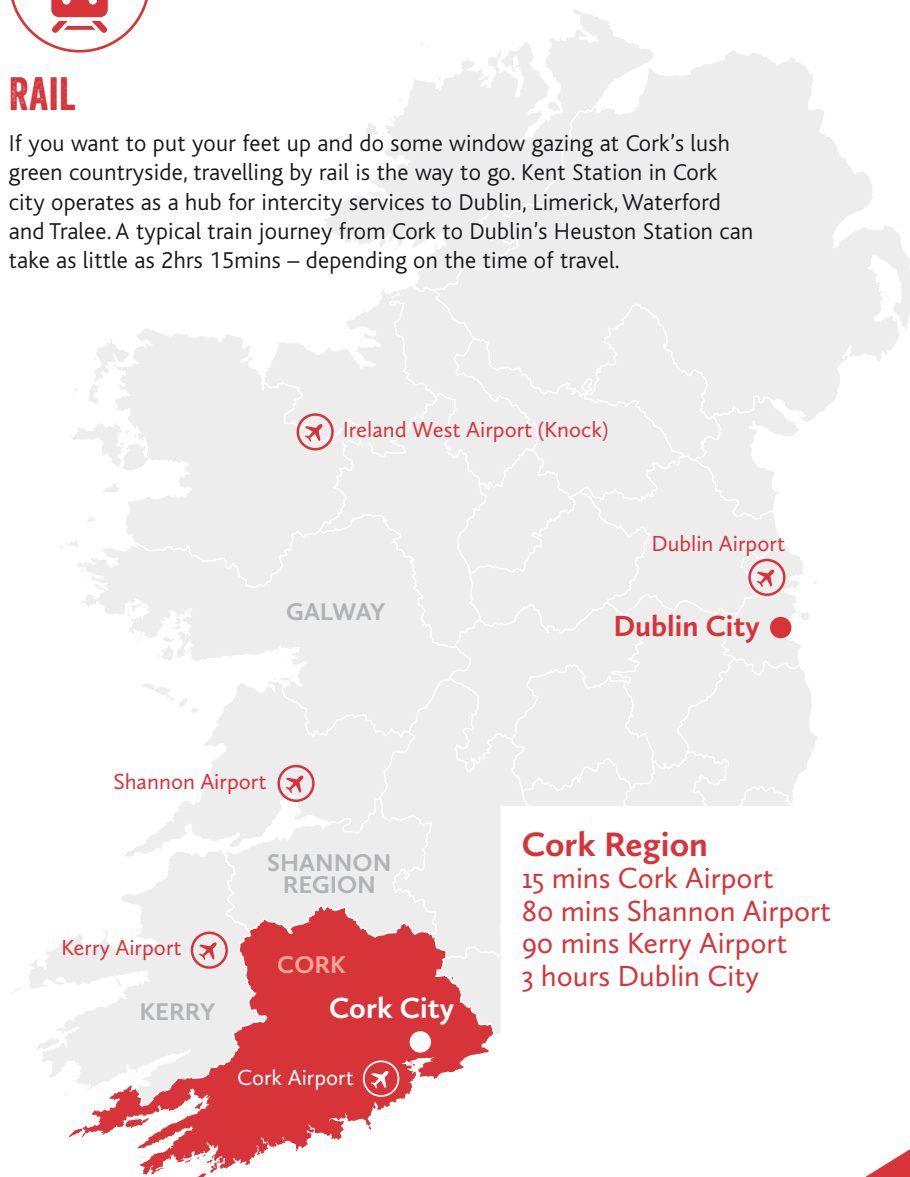 RAIL
If you want to put your feet up and do some window gazing at Cork's lush
green countryside, travelling by rail is the way to go. Kent Station in Cork
city operates as a hub for intercity services to Dublin, Limerick, Waterford
and Tralee. A typical train journey from Cork to Dublin's Heuston Station can
take as little as 2hrs 15mins – depending on the time of travel.
Ireland West Airport (Knock)
Dublin Airport
GALWAY
Dublin City
Shannon Airport
SHANNON
REGION
Cork Region
15 mins Cork Airport
80 mins Shannon Airport
90 mins Kerry Airport
3 hours Dublin City
Kerry Airport
CORK
KERRY
Cork City
Cork Airport